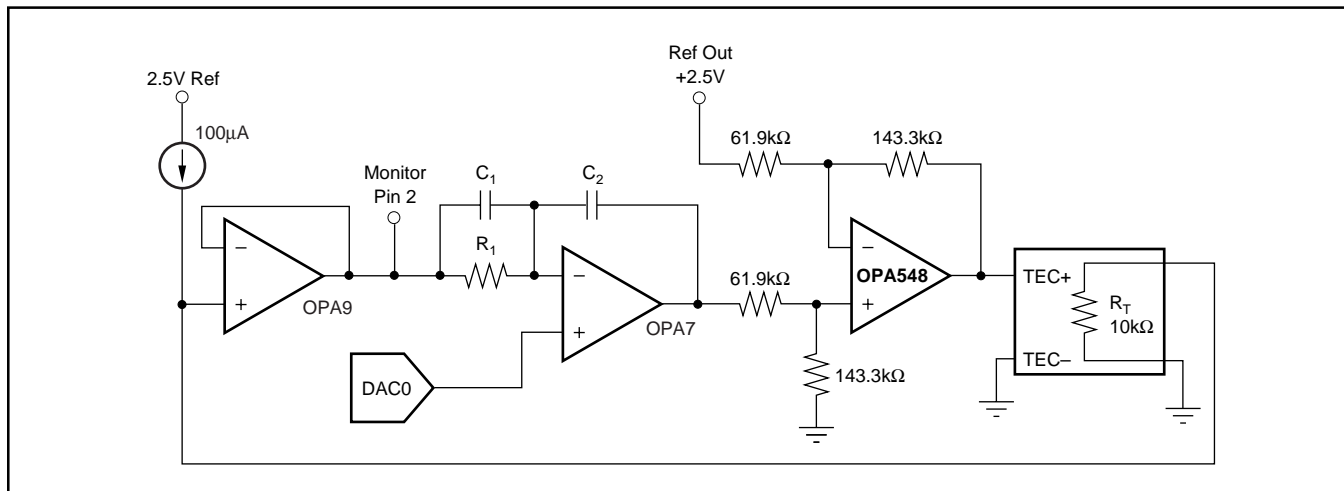 2.5V Ref
100μA
OPA9
Monitor
Pin 2
C1
R1
C2
OPA7
DAC0
Ref Out
+2.5V
61.9kΩ
143.3kΩ
61.9kΩ
143.3kΩ
OPA548
TEC+
RT
10kΩ
TEC–
−
+
−
+
−
+